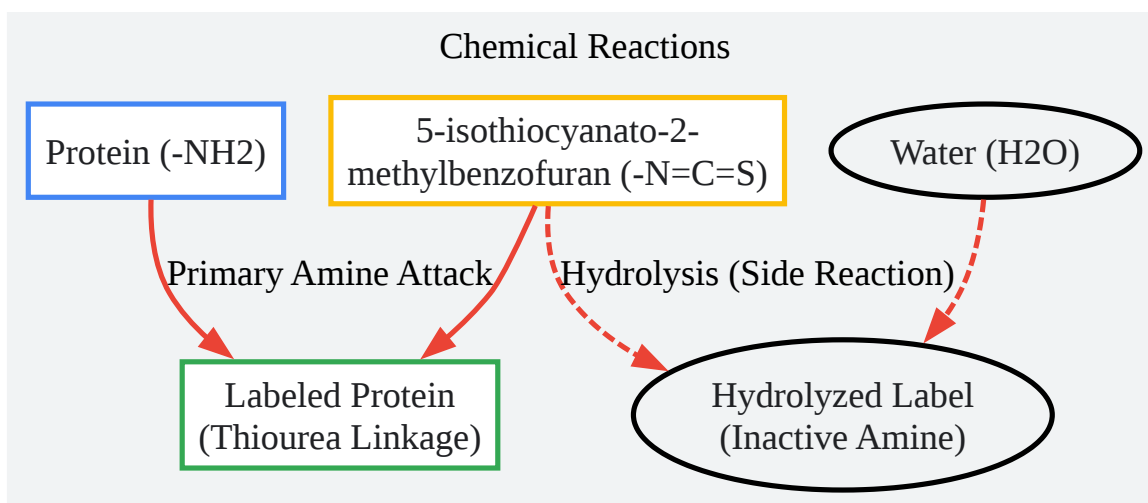 Chemical Reactions
Protein (-NH2)
5-isothiocyanato-2-
methylbenzofuran (-N=C=S)
Water (H2O)
Primary Amine Attack
Hydrolysis (Side Reaction)
Labeled Protein
(Thiourea Linkage)
Hydrolyzed Label
(Inactive Amine)